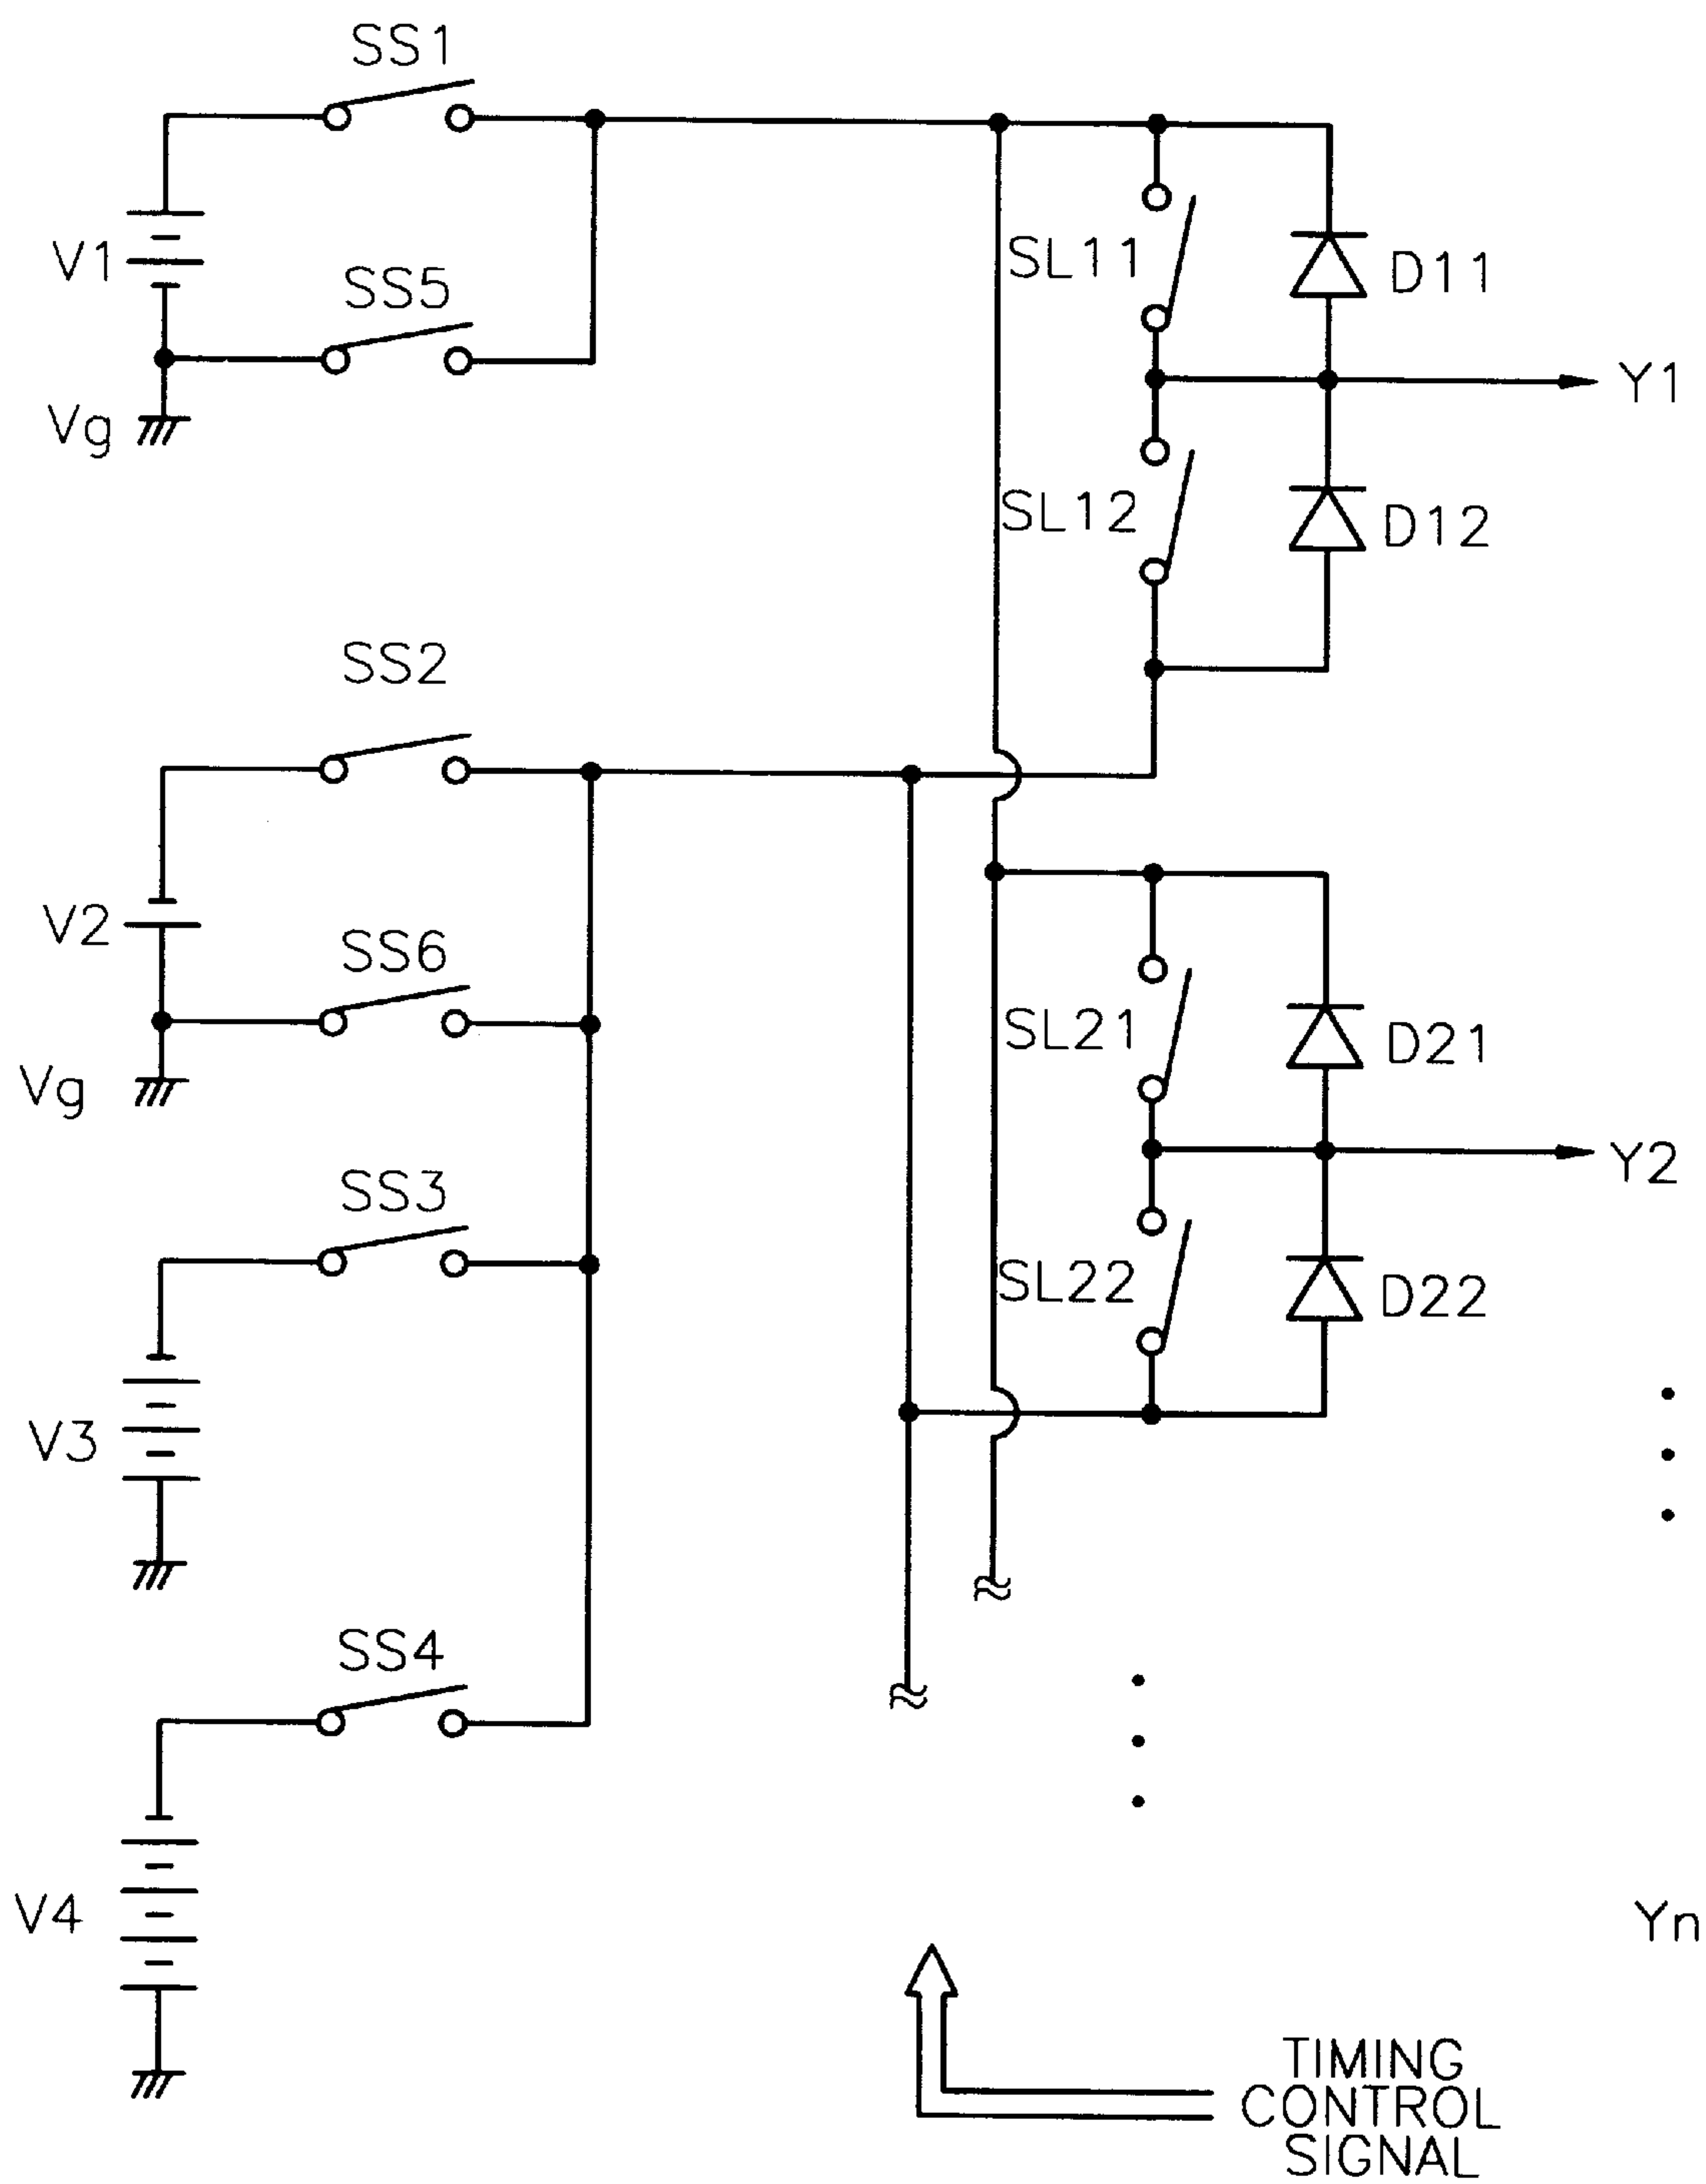 SS1
V1
SS5
Vg
SL11
D11
Y1
SL12
D12
SS2
V2
SS6
Vg
SL21
D21
Y2
SS3
SL22
D22
V3
SS4
V4
Yn
TIMING
CONTROL
SIGNAL